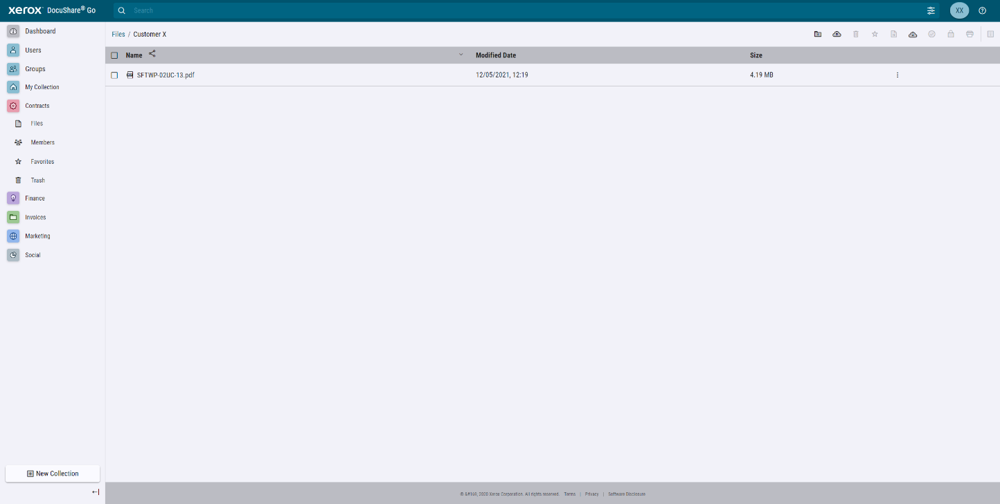 xerox™ DocuShare® Go
Search
XX
Dashboard
Users
Groups
My Collection
Contracts
Files
Members
Favorites
Trash
Finance
Invoices
Marketing
Social
New Collection
Files / Customer X
Name Modified Date Size
SFTWP-02UC-13.pdf 12/05/2021, 12:19 4.19 MB
© &#169, 2000 Xerox Corporation. All rights reserved. Terms | Privacy | Software Disclosure